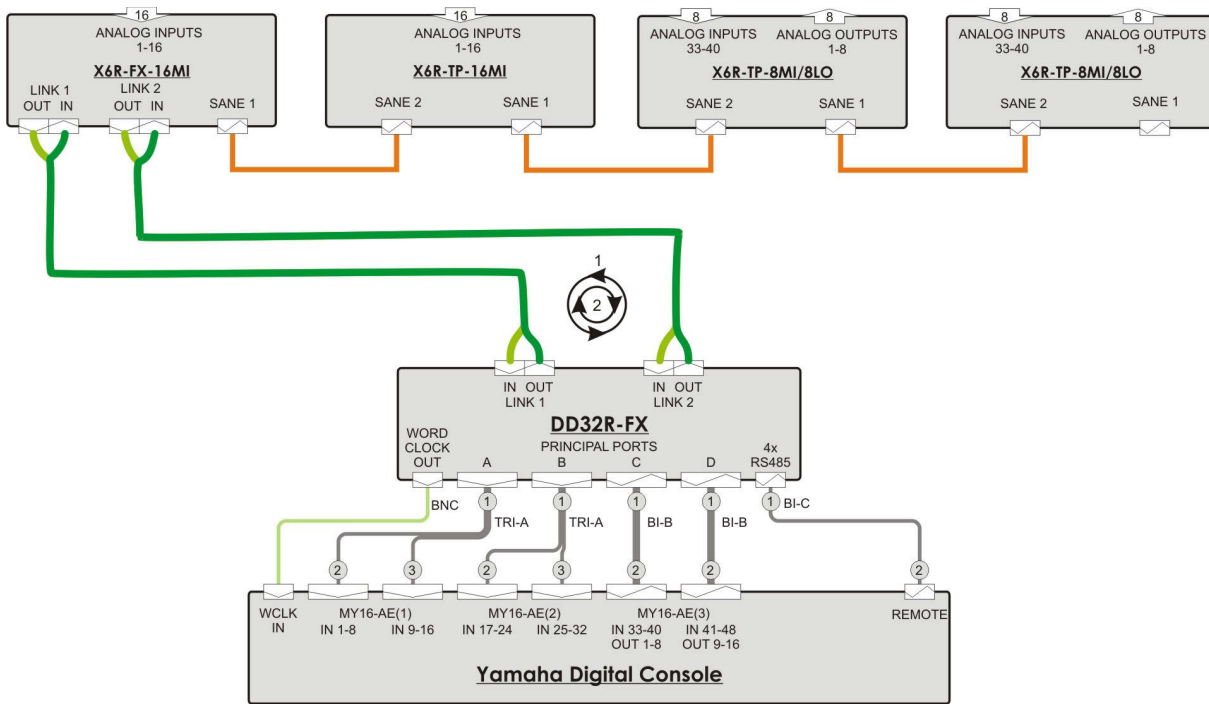 16
ANALOG INPUTS
1-16
X6R-FX-16MI
LINK 1
OUT IN
LINK 2
OUT IN
SANE 1
16
ANALOG INPUTS
1-16
X6R-TP-16MI
SANE 2
SANE 1
8
8
ANALOG INPUTS
33-40
ANALOG OUTPUTS
1-8
X6R-TP-8MI/8LO
SANE 2
SANE 1
8
8
ANALOG INPUTS
33-40
ANALOG OUTPUTS
1-8
X6R-TP-8MI/8LO
SANE 2
SANE 1
1
2
IN OUT
LINK 1
IN OUT
LINK 2
DD32R-FX
WORD
CLOCK
OUT
PRINCIPAL PORTS
A
B
C
D
4x
RS485
BNC
1
TRI-A
1
TRI-A
1
BI-B
1
BI-B
1
BI-C
2
3
2
3
2
2
2
WCLK
IN
MY16-AE(1)
IN 1-8
IN 9-16
MY16-AE(2)
IN 17-24
IN 25-32
MY16-AE(3)
IN 33-40
OUT 1-8
IN 41-48
OUT 9-16
REMOTE
Yamaha Digital Console